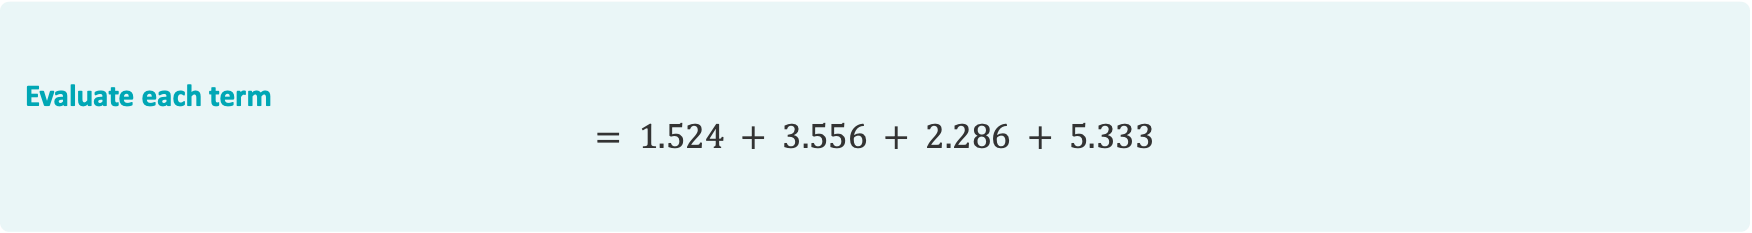 Evaluate each term
= 1.524 + 3.556 + 2.286 + 5.333